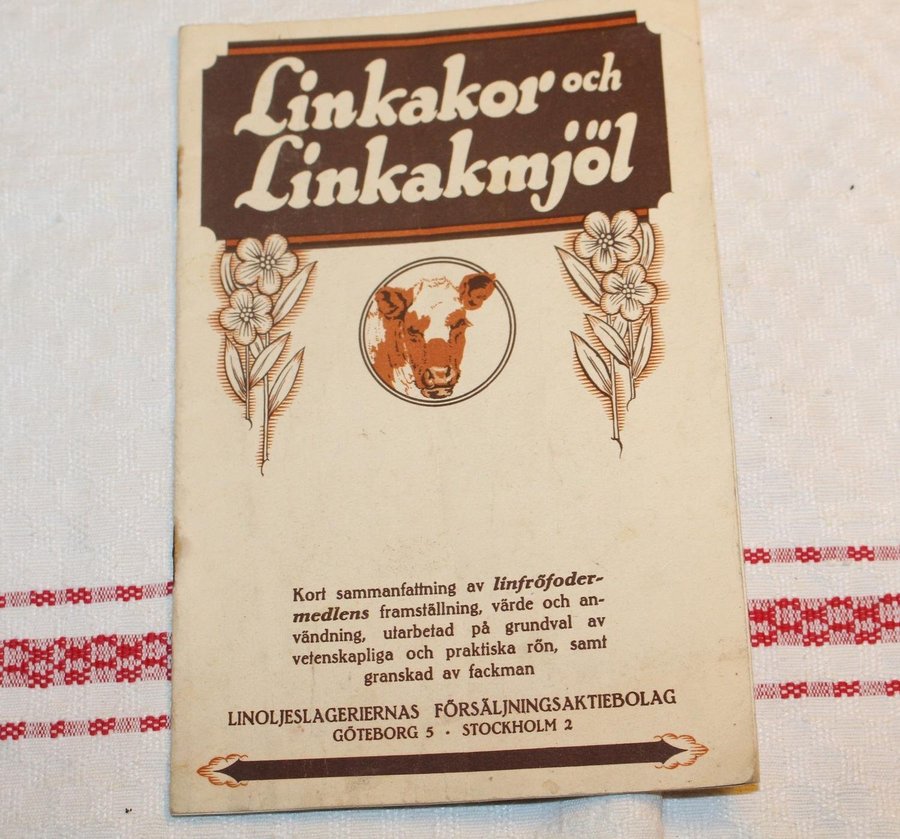 Linkakor och
Linkakmjöl
Kort sammanfattning av linfröfoder-
medlens framställning, värde och an-
vändning, utarbetad på grundval av
vetenskapliga och praktiska rön, samt
granskad av fackman
LINOLJESLAGERIERNAS FÖRSÄLJNINGSAKTIEBOLAG
GÖTEBORG 5 · STOCKHOLM 2